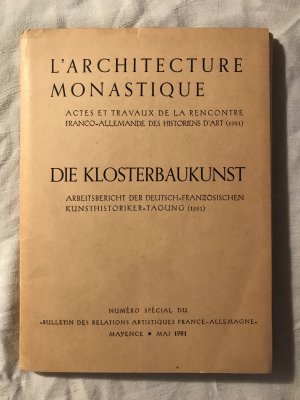 L'ARCHITECTURE
MONASTIQUE
ACTES ET TRAVAUX DE LA RENCONTRE
FRANCO-ALLEMANDE DES HISTORIENS D'ART (1951)
DIE KLOSTERBAUKUNST
ARBEITSBERICHT DER DEUTSCH-FRANZÖSISCHEN
KUNSTHISTORIKER-TAGUNG (1951)
NUMÉRO SPÉCIAL DU
«BULLETIN DES RELATIONS ARTISTIQUES FRANCE-ALLEMAGNE»
MAYENCE * MAI 1951